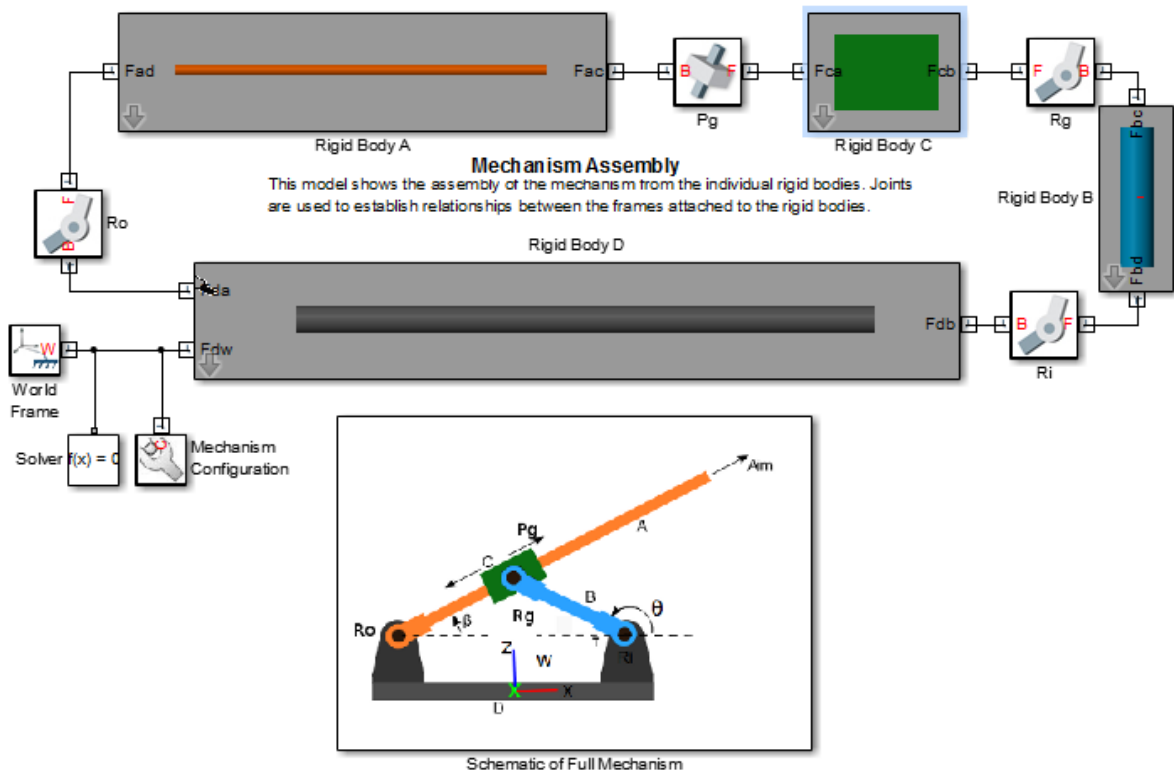 Fad
Fac
B
F
Fca
Fcb
F
B
Pg
Rg
Rigid Body A
Rigid Body C
Fbc
Mechanism Assembly
This model shows the assembly of the mechanism from the individual rigid bodies. Joints
are used to establish relationships between the frames attached to the rigid bodies.
F
B
Ro
Rigid Body B
Rigid Body D
Fbd
Fda
Fdb
B
F
Ri
W
Fdw
World
Frame
Solver
f(x) = 0
C
Mechanism
Configuration
Aim
A
Pg
C
B
θ
Rg
β
Ro
Ri
Z
W
X
D
Schematic of Full Mechanism